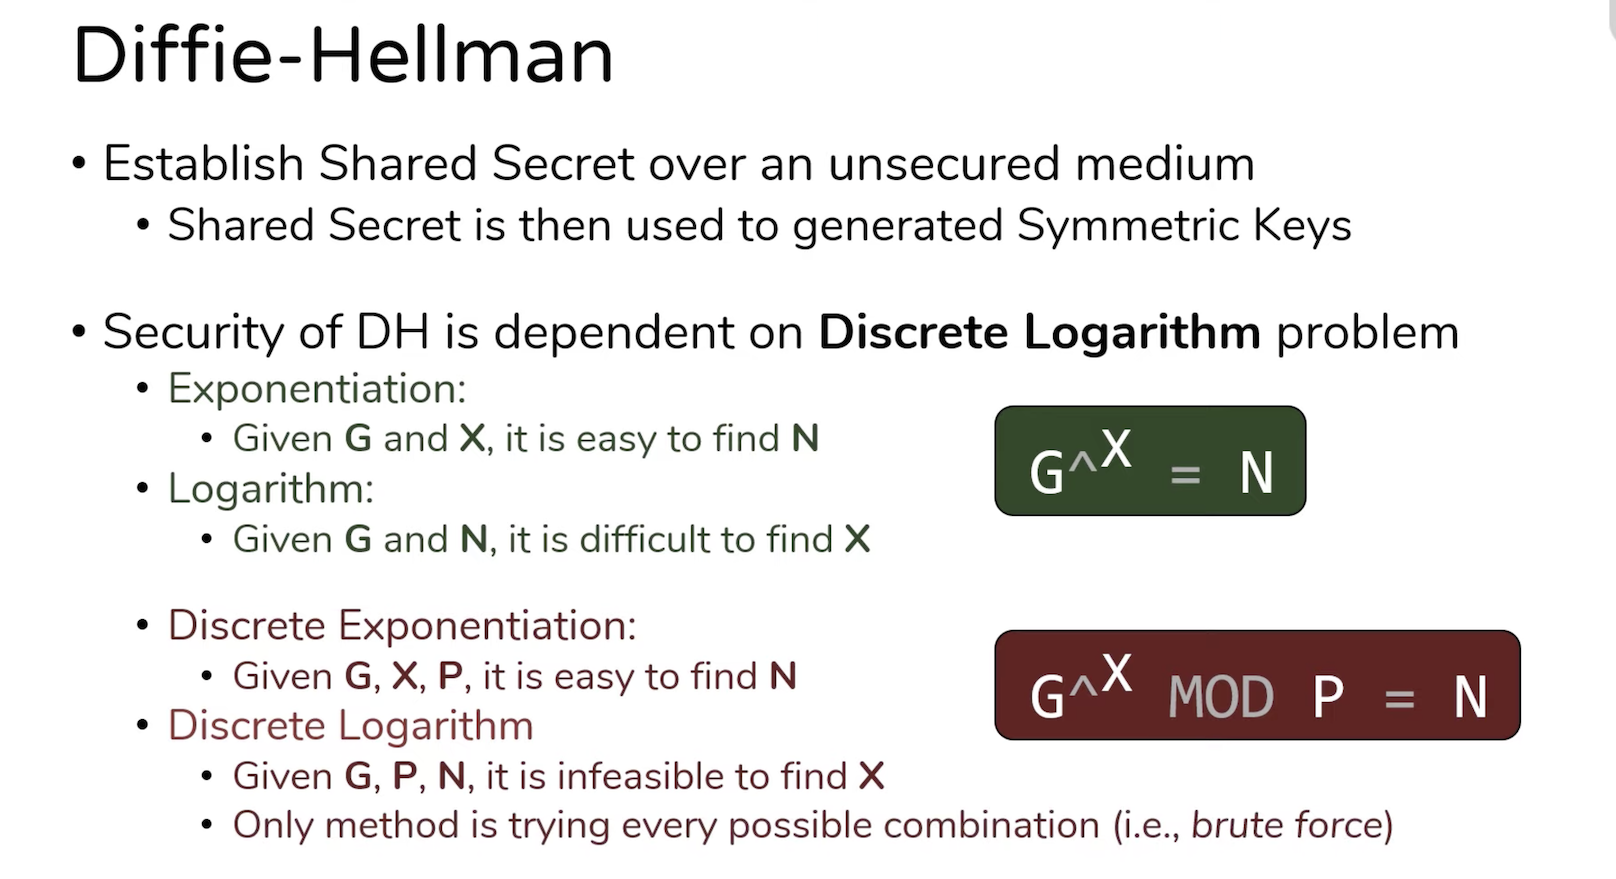 Diffie-Hellman
• Establish Shared Secret over an unsecured medium
• Shared Secret is then used to generated Symmetric Keys
• Security of DH is dependent on Discrete Logarithm problem
• Exponentiation:
• Given G and X, it is easy to find N
• Logarithm:
• Given G and N, it is difficult to find X
G^X = N
• Discrete Exponentiation:
• Given G, X, P, it is easy to find N
• Discrete Logarithm
• Given G, P, N, it is infeasible to find X
• Only method is trying every possible combination (i.e., brute force)
G^X MOD P = N